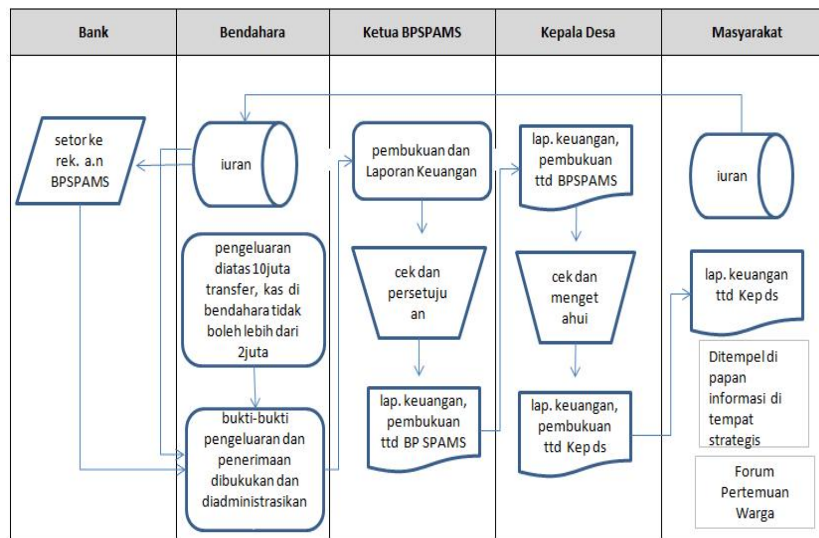 Bank
Bendahara
Ketua BPSPAMS
Kepala Desa
Masyarakat
setor ke
rek. a.n
BPSPAMS
iuran
pengeluaran
diatas 10juta
transfer, kas di
bendahara tidak
boleh lebih dari
2juta
bukti-bukti
pengeluaran dan
penerimaan
dibukukan dan
diadministrasikan
pembukuan dan
Laporan Keuangan
cek dan
persetuju
an
lap. keuangan,
pembukuan
ttd BP SPAMS
lap. keuangan,
pembukuan
ttd BPSPAMS
cek dan
menget
ahui
lap. keuangan,
pembukuan
ttd Kep ds
iuran
lap. keuangan
ttd Kep ds
Ditempel di
papan
informasi di
tempat
strategis
Forum
Pertemuan
Warga